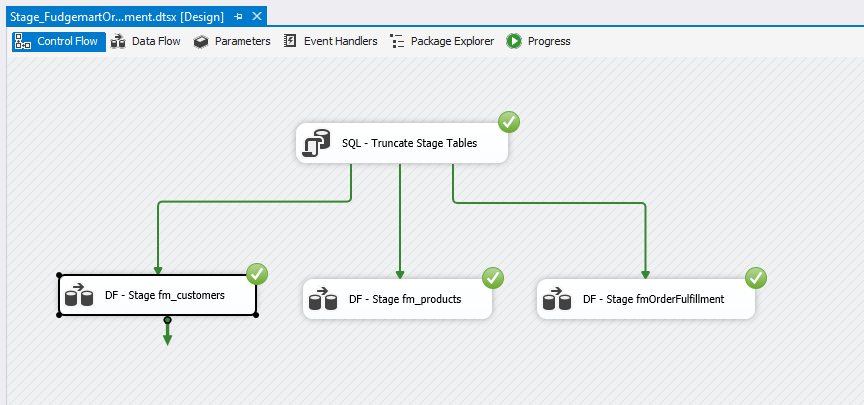 Stage_FudgemartOr...ment.dtsx [Design]
Control Flow Data Flow Parameters Event Handlers Package Explorer Progress
SQL - Truncate Stage Tables
DF - Stage fm_customers DF - Stage fm_products DF - Stage fmOrderFulfillment